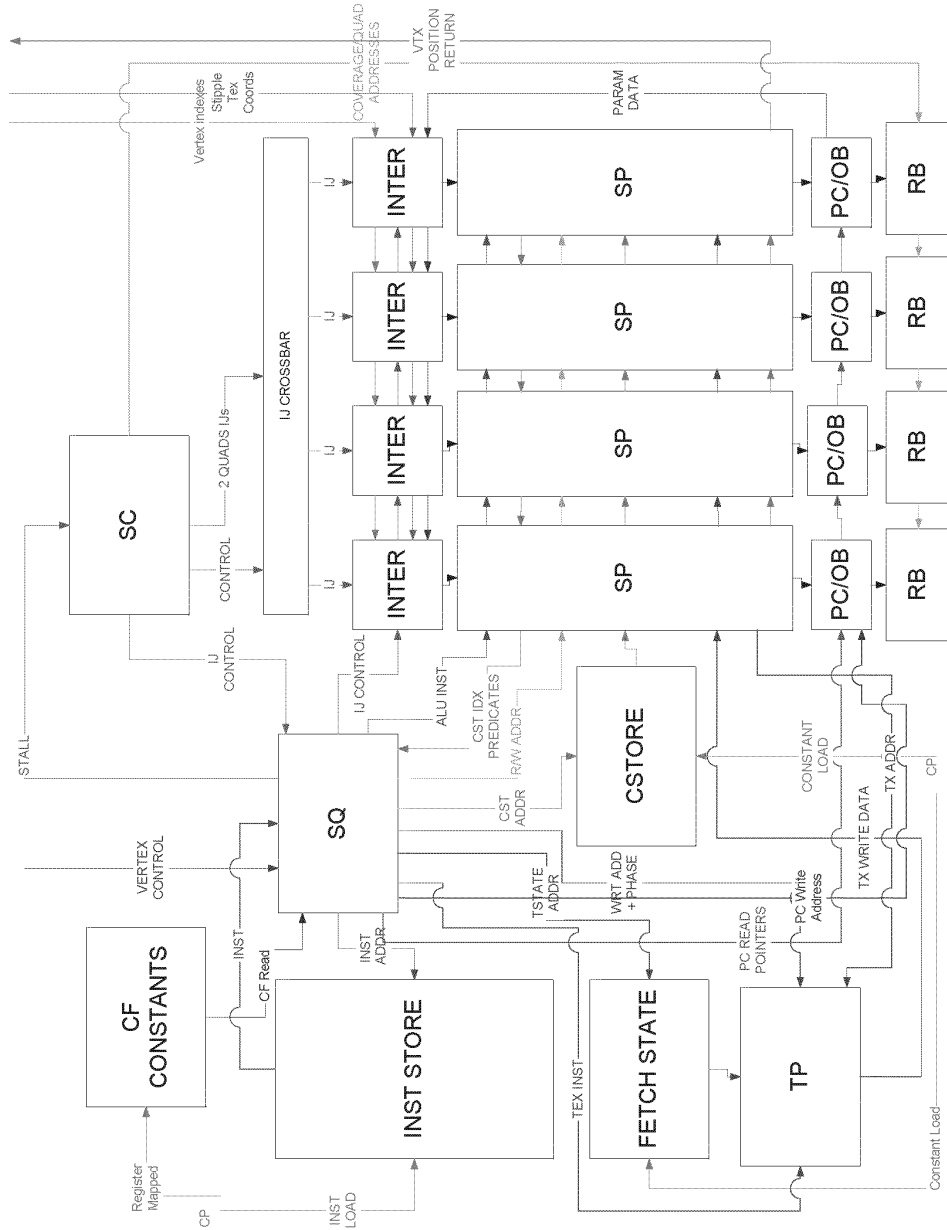 Register
Mapped
CP
INST
LOAD
CF
CONSTANTS
INST STORE
VERTEX
CONTROL
INST
CF Read
INST
ADDR
STALL
SQ
SC
IJ
CONTROL
CONTROL
2 QUADS IJs
IJ CROSSBAR
Vertex indexes
Stipple
Tex
Coords
COVERAGE/QUAD
ADDRESSES
VTX
POSITION
RETURN
IJ
IJ
IJ
IJ
IJ CONTROL
INTER
INTER
INTER
INTER
ALU INST
CST IDX
PREDICATES
R/W ADDR
CST
ADDR
CSTORE
SP
SP
SP
SP
TSTATE
ADDR
WRT ADD
+ PHASE
PC Write
Address
PC READ
POINTERS
TX WRITE DATA
TX ADDR
CONSTANT
LOAD
CP
PARAM
DATA
PC/OB
PC/OB
PC/OB
PC/OB
RB
RB
RB
RB
TEX INST
FETCH STATE
TP
Constant Load